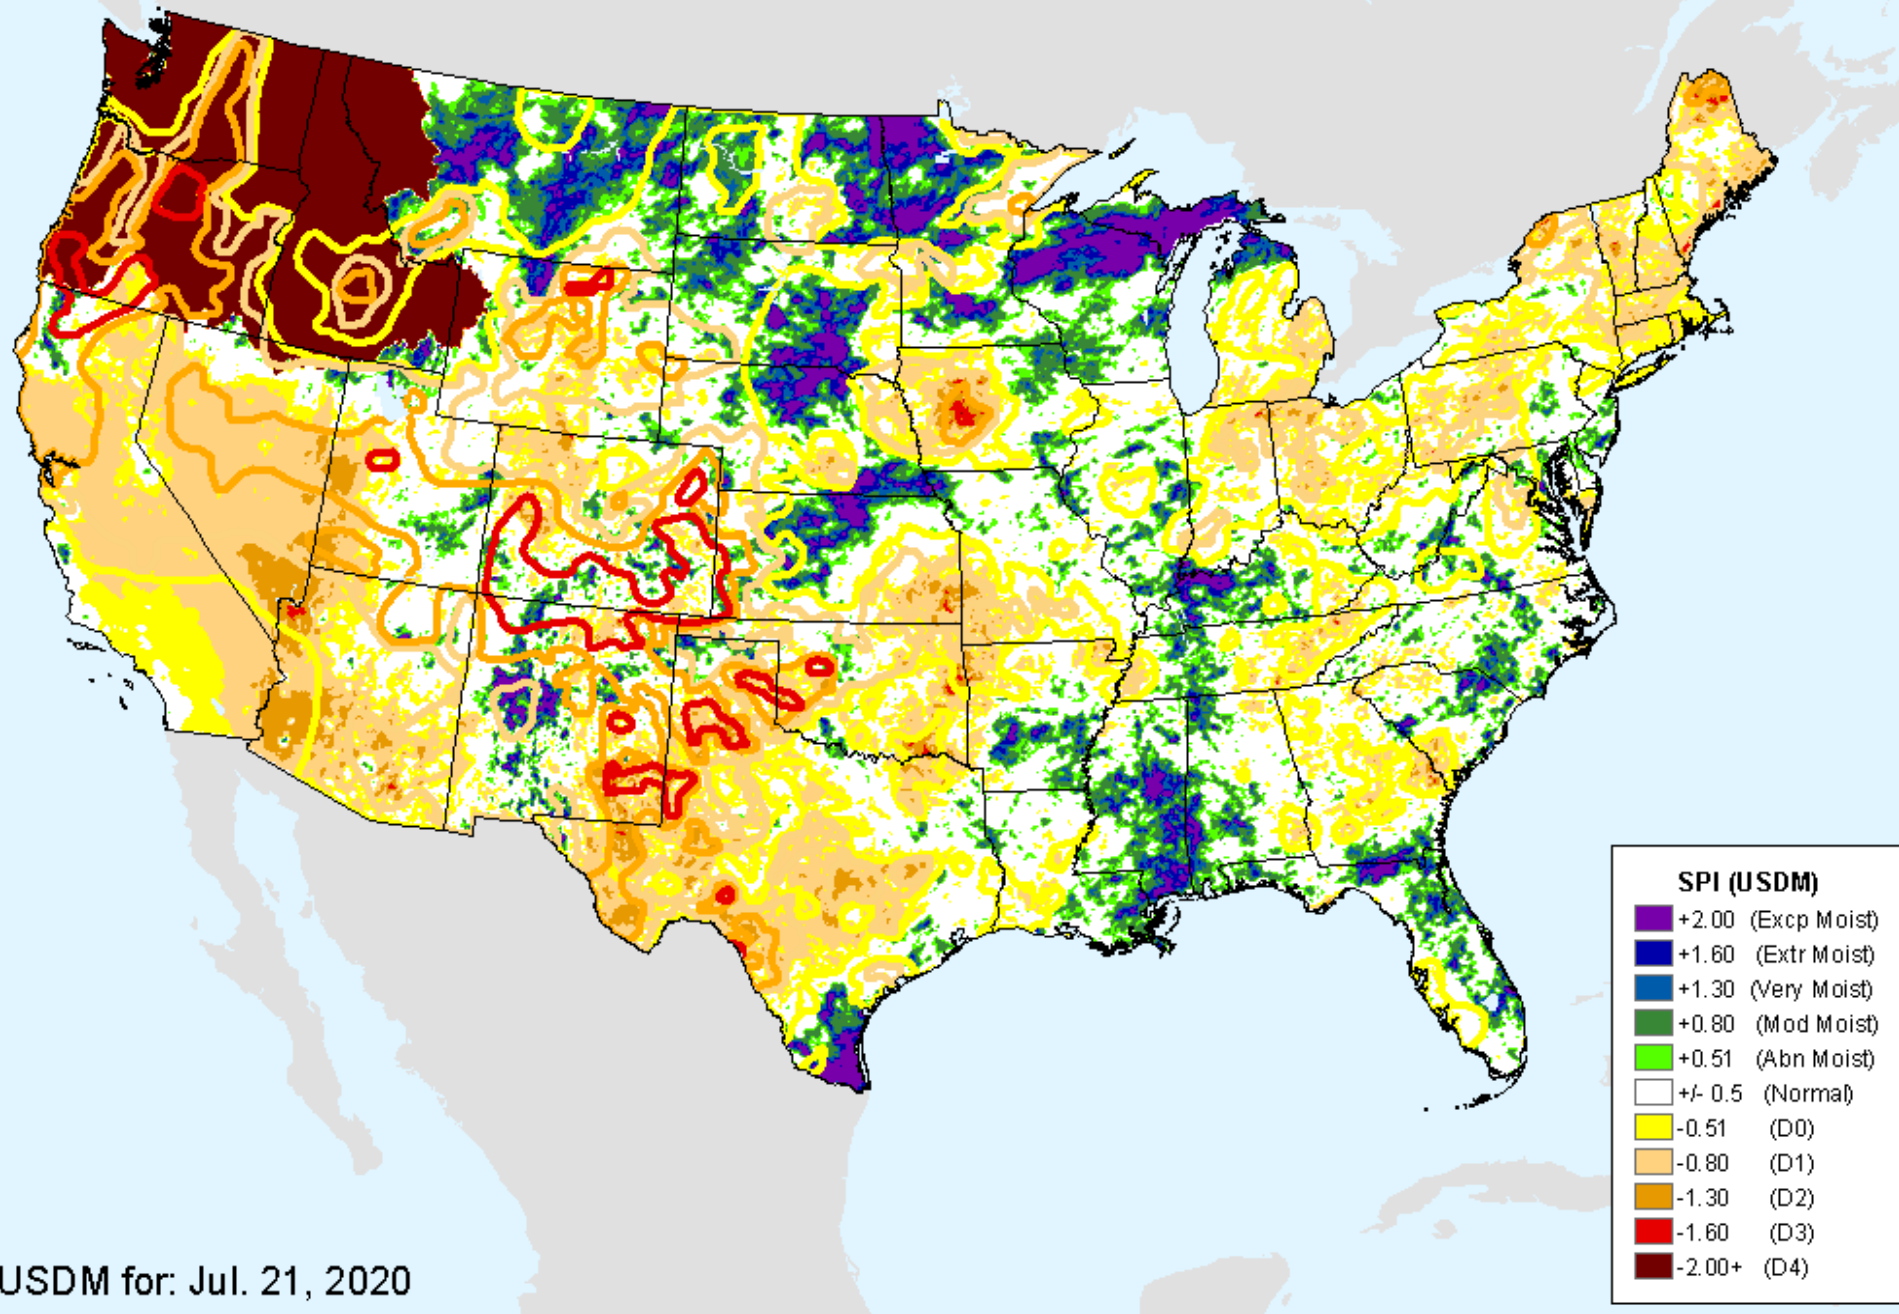 SPI (USDM)
+2.00 (Excp Moist)
+1.60 (Extr Moist)
+1.30 (Very Moist)
+0.80 (Mod Moist)
+0.51 (Abn Moist)
+/- 0.5 (Normal)
-0.51 (D0)
-0.80 (D1)
-1.30 (D2)
-1.60 (D3)
-2.00+ (D4)
USDM for: Jul. 21, 2020